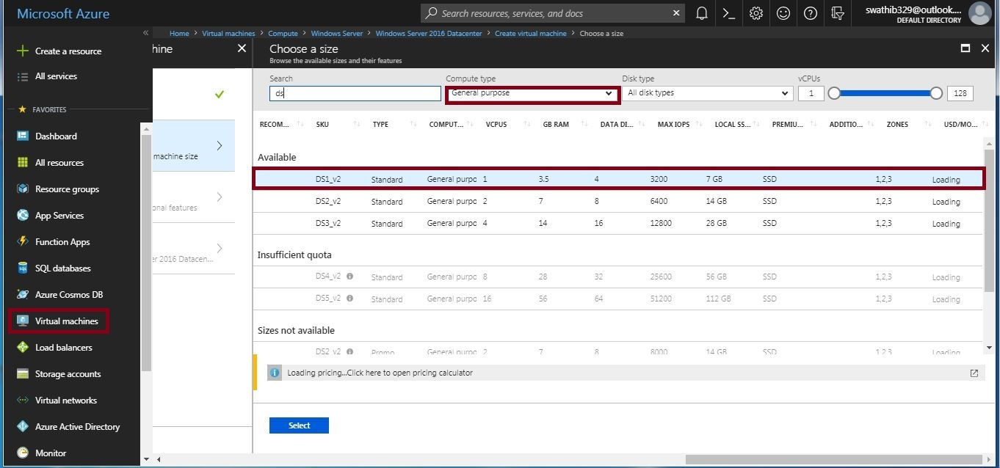 Microsoft Azure
Search resources, services, and docs
swathib329@outlook....
DEFAULT DIRECTORY
Home > Virtual machines > Compute > Windows Server > Windows Server 2016 Datacenter > Create virtual machine > Choose a size
Create a resource
All services
FAVORITES
Dashboard
All resources
Resource groups
App Services
Function Apps
SQL databases
Azure Cosmos DB
Virtual machines
Load balancers
Storage accounts
Virtual networks
Azure Active Directory
Monitor
hine
machine size
onal features
er 2016 Datacen...
Choose a size
Browse the available sizes and their features
Search
Compute type
Disk type
vCPUs
ds
General purpose
All disk types
1
128
RECOM... SKU TYPE COMPUT... VCPUS GB RAM DATA DI... MAX IOPS LOCAL SS... PREMIU... ADDITIO... ZONES USD/MO...
Available
DS1_v2 Standard General purpo 1 3.5 4 3200 7 GB SSD 1,2,3 Loading
DS2_v2 Standard General purpo 2 7 8 6400 14 GB SSD 1,2,3 Loading
DS3_v2 Standard General purpo 4 14 16 12800 28 GB SSD 1,2,3 Loading
Insufficient quota
DS4_v2 Standard General purpo 8 28 32 25600 56 GB SSD 1,2,3 Loading
DS5_v2 Standard General purpo 16 56 64 51200 112 GB SSD 1,2,3 Loading
Sizes not available
DS2_v2 Promo General purpo 2 7 8 8000 14 GB SSD 1,2,3 Loading
Loading pricing...Click here to open pricing calculator
Select